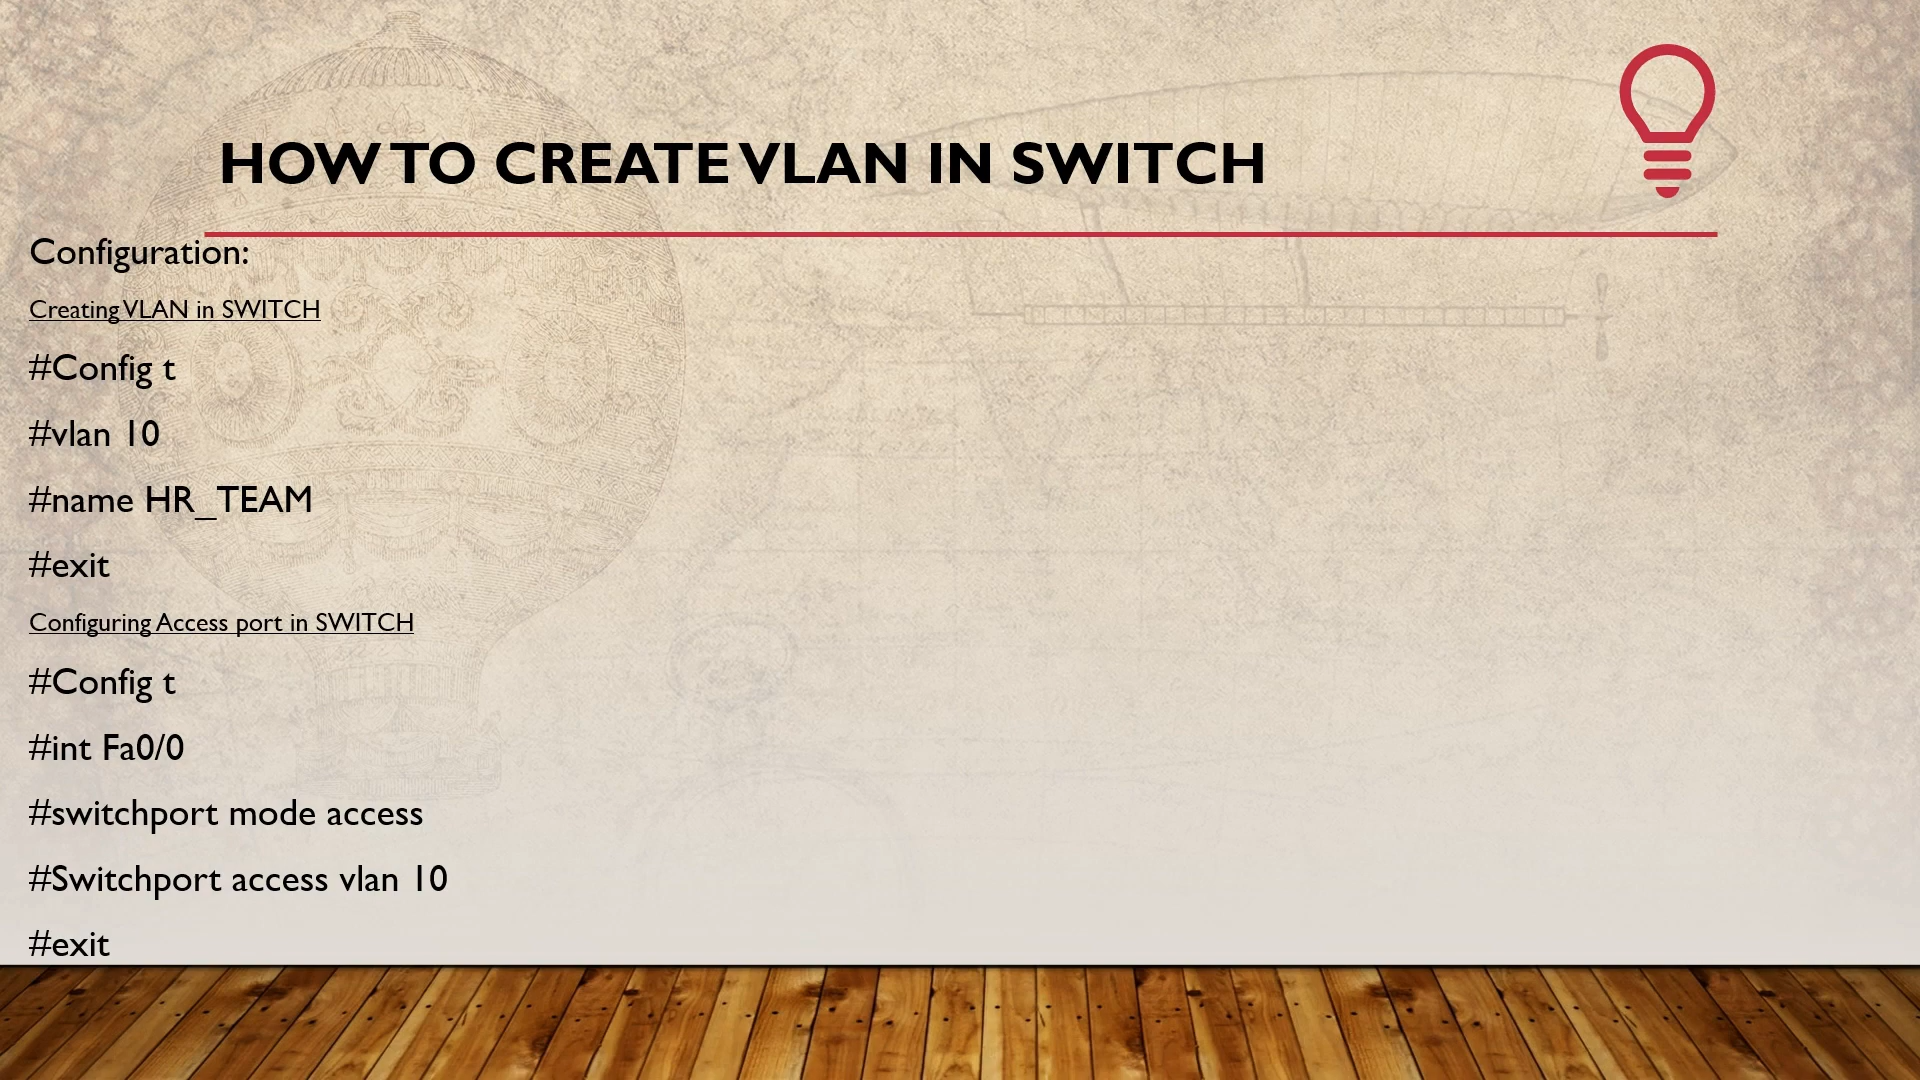 HOW TO CREATE VLAN IN SWITCH
Configuration:
Creating VLAN in SWITCH
#Config t
#vlan 10
#name HR_TEAM
#exit
Configuring Access port in SWITCH
#Config t
#int Fa0/0
#switchport mode access
#Switchport access vlan 10
#exit